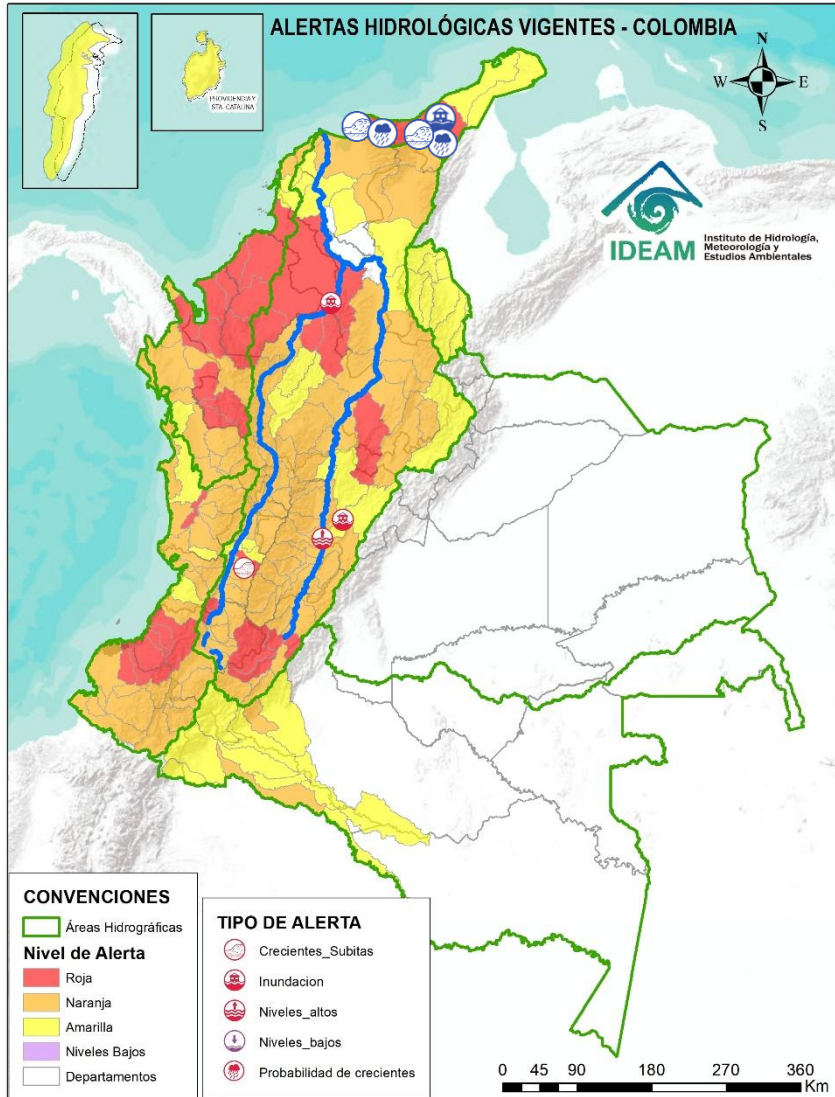 ALERTAS HIDROLÓGICAS VIGENTES - COLOMBIA
PROVIDENCIA Y
STA. CATALINA
N
W
E
S
IDEAM
Instituto de Hidrología,
Meteorología y
Estudios Ambientales
CONVENCIONES
Áreas Hidrográficas
Nivel de Alerta
Roja
Naranja
Amarilla
Niveles Bajos
Departamentos
TIPO DE ALERTA
Crecientes_Subitas
Inundacion
Niveles_altos
Niveles_bajos
Probabilidad de crecientes
0 45 90 180 270 360
Km